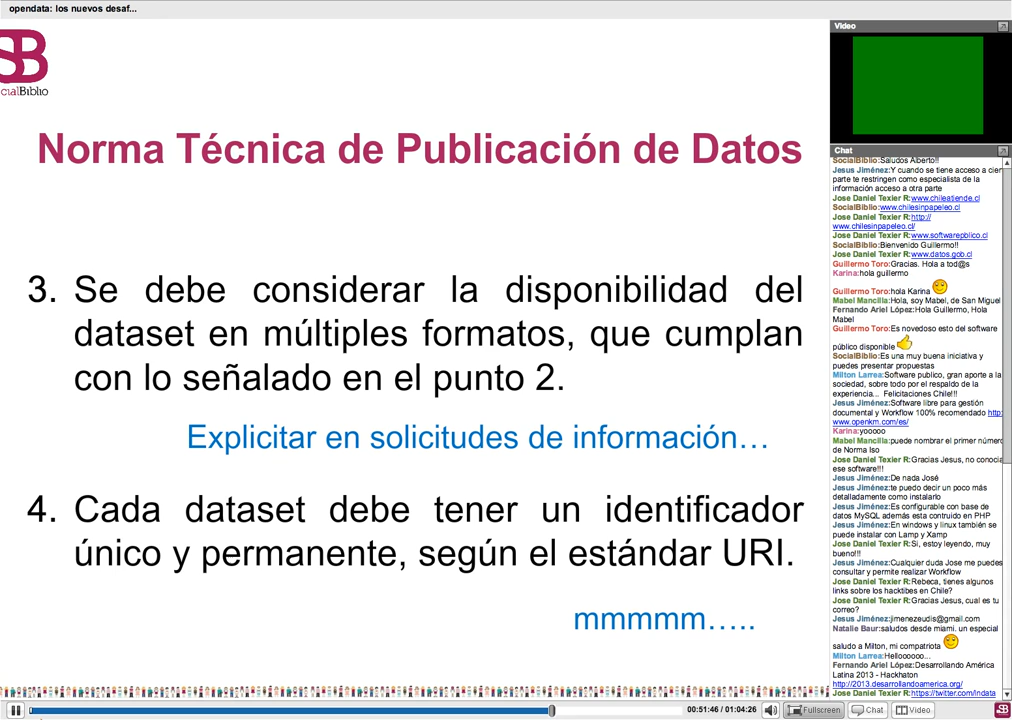 opendata: los nuevos desaf...
SB
cialBiblio
Norma Técnica de Publicación de Datos
3. Se debe considerar la disponibilidad del
dataset en múltiples formatos, que cumplan
con lo señalado en el punto 2.
Explicitar en solicitudes de información…
4. Cada dataset debe tener un identificador
único y permanente, según el estándar URI.
mmmmm…..
Video
Chat
SocialBiblio:Saludos Alberto!!
Jesus Jiménez:Y cuando se tiene acceso a cier
parte te restringen como especialista de la
información acceso a otra parte
Jose Daniel Texier R:www.chileatiende.cl
SocialBiblio:www.chilesinpapeleo.cl
Jose Daniel Texier R:http://
www.chilesinpapeleo.cl/
Jose Daniel Texier R:www.softwarepblico.cl
SocialBiblio:Bienvenido Guillermo!!
Jose Daniel Texier R:www.datos.gob.cl
Guillermo Toro:Gracias. Hola a tod@s
Karina:hola guillermo
Guillermo Toro:hola Karina
Mabel Mancilla:Hola, soy Mabel, de San Miguel
Fernando Ariel López:Hola Guillermo, Hola
Mabel
Guillermo Toro:Es novedoso esto del software
público disponible
SocialBiblio:Es una muy buena iniciativa y
puedes presentar propuestas
Milton Larrea:Software publico, gran aporte a la
sociedad, sobre todo por el respaldo de la
experiencia... Felicitaciones Chile!!!
Jesus Jiménez:Software libre para gestión
documental y Workflow 100% recomendado http:
www.openkm.com/es/
Karina:yooooo
Mabel Mancilla:puede nombrar el primer número
de Norma Iso
Jose Daniel Texier R:Gracias Jesus, no conocia
ese software!!!
Jesus Jiménez:De nada José
Jesus Jiménez:te puedo decir un poco más
detalladamente como instalarlo
Jesus Jiménez:Es configurable con base de
datos MySQL además esta contruido en PHP
Jesus Jiménez:En windows y linux también se
puede instalar con Lamp y Xamp
Jose Daniel Texier R:Si, estoy leyendo, muy
bueno!!!
Jesus Jiménez:Cualquier duda Jose me puedes
consultar y permite realizar Workflow
Jose Daniel Texier R:Rebeca, tienes algunos
links sobre los hacktibes en Chile?
Jose Daniel Texier R:Gracias Jesus, cual es tu
correo?
Jesus Jiménez:jimenezeudis@gmail.com
Natalie Baur:saludos desde miami. un especial
saludo a Milton, mi compatriota
Milton Larrea:Helloooooo...
Fernando Ariel López:Desarrollando América
Latina 2013 - Hackhaton
http://2013.desarrollandoamerica.org/
Jose Daniel Texier R:https://twitter.com/indata
00:51:46 / 01:04:26
Fullscreen
Chat
Video
SB